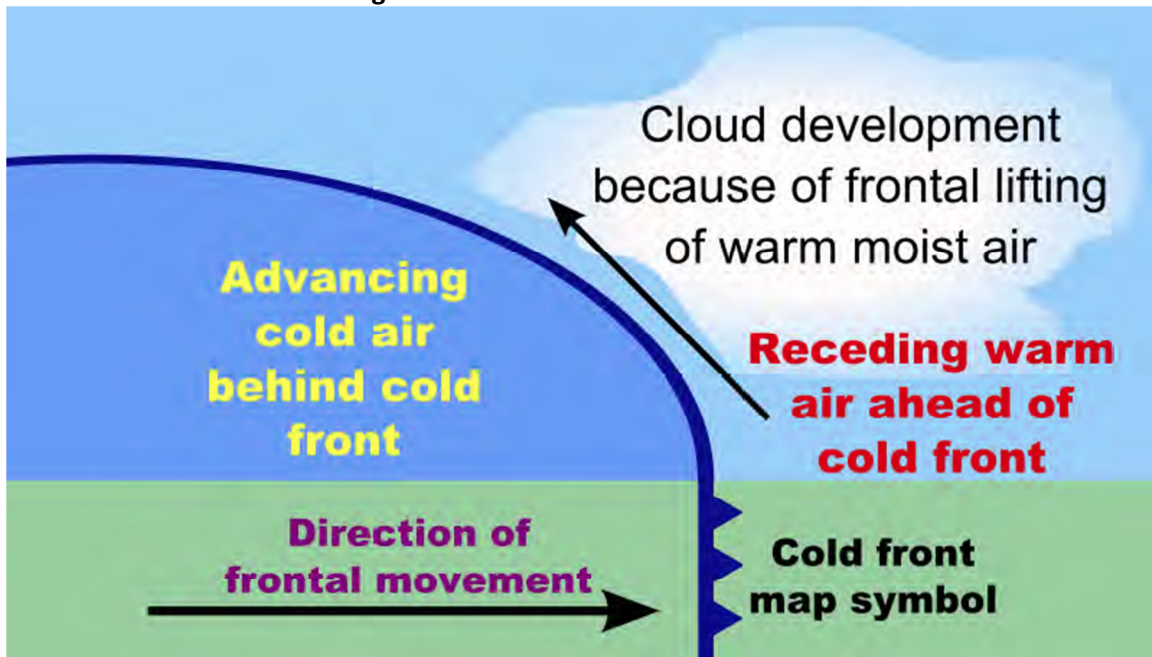 Cloud development
because of frontal lifting
of warm moist air
Advancing
cold air
behind cold
front
Receding warm
air ahead of
cold front
Direction of
frontal movement
Cold front
map symbol